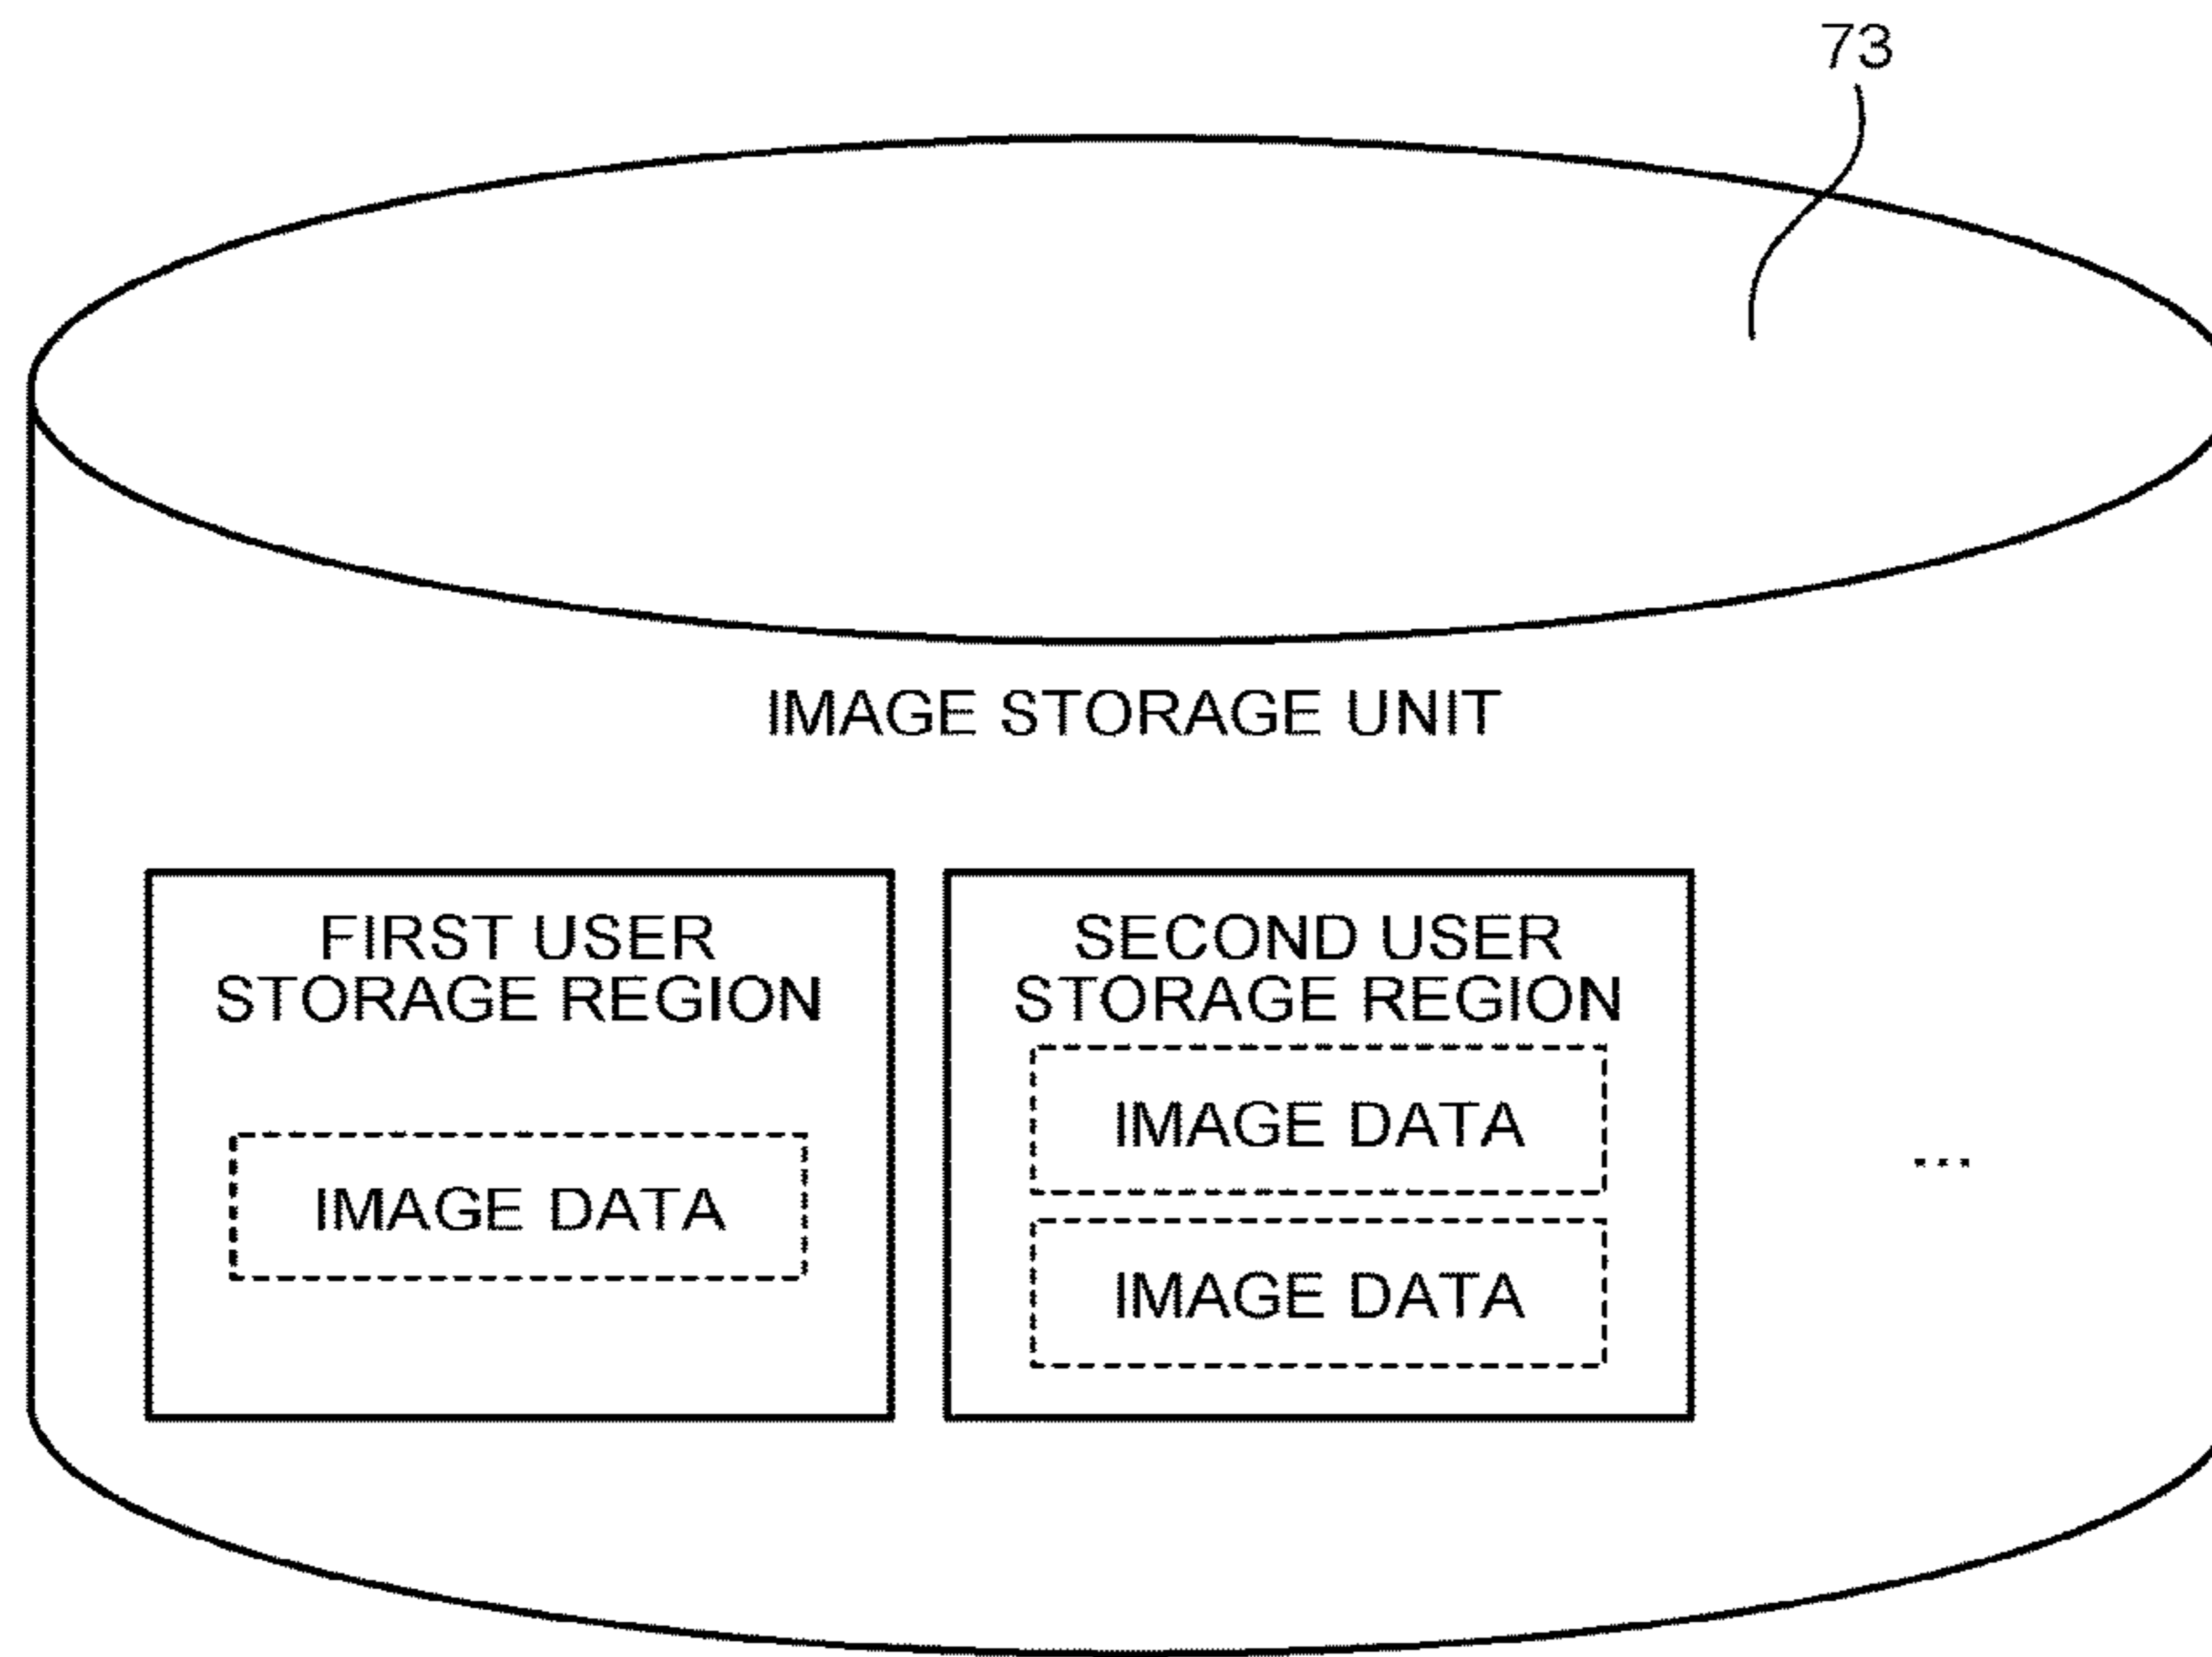 73
IMAGE STORAGE UNIT
FIRST USER
STORAGE REGION
IMAGE DATA
SECOND USER
STORAGE REGION
IMAGE DATA
IMAGE DATA
...